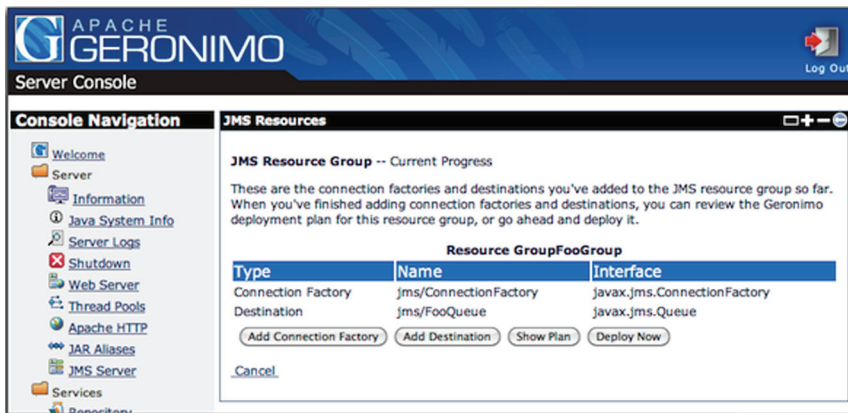 APACHE
GERONIMO
Server Console
Log Out
Console Navigation
Welcome
Server
Information
Java System Info
Server Logs
Shutdown
Web Server
Thread Pools
Apache HTTP
JAR Aliases
JMS Server
Services
Repository
JMS Resources
JMS Resource Group -- Current Progress
These are the connection factories and destinations you've added to the JMS resource group so far.
When you've finished adding connection factories and destinations, you can review the Geronimo
deployment plan for this resource group, or go ahead and deploy it.
Resource GroupFooGroup
Type Name Interface
Connection Factory jms/ConnectionFactory javax.jms.ConnectionFactory
Destination jms/FooQueue javax.jms.Queue
Add Connection Factory Add Destination Show Plan Deploy Now
Cancel